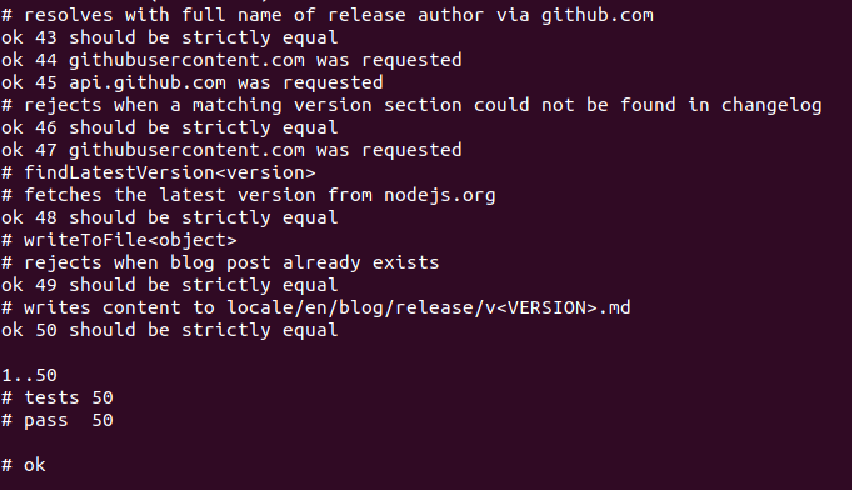 # resolves with full name of release author via github.com
ok 43 should be strictly equal
ok 44 githubusercontent.com was requested
ok 45 api.github.com was requested
# rejects when a matching version section could not be found in changelog
ok 46 should be strictly equal
ok 47 githubusercontent.com was requested
# findLatestVersion<version>
# fetches the latest version from nodejs.org
ok 48 should be strictly equal
# writeToFile<object>
# rejects when blog post already exists
ok 49 should be strictly equal
# writes content to locale/en/blog/release/v<VERSION>.md
ok 50 should be strictly equal
1..50
# tests 50
# pass  50
# ok